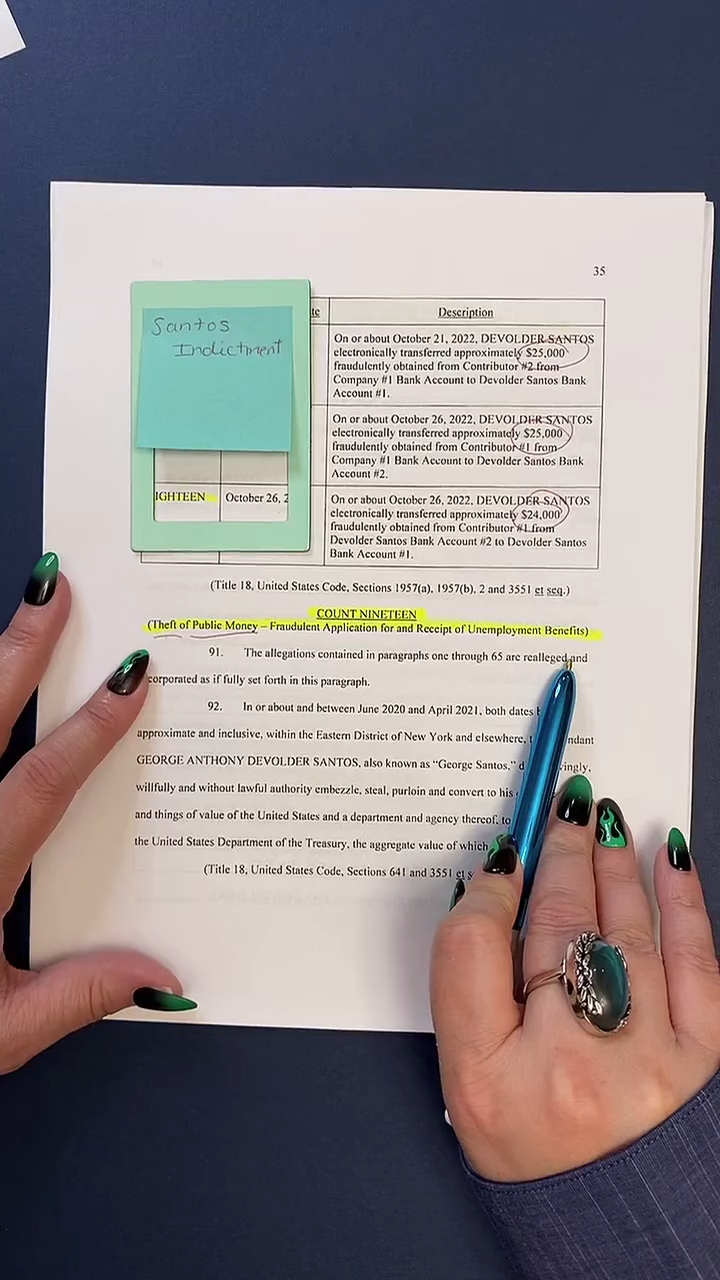 35
Santos
Indictment
te
Description
On or about October 21, 2022, DEVOLDER SANTOS
electronically transferred approximately $25,000
fraudulently obtained from Contributor #2 from
Company #1 Bank Account to Devolder Santos Bank
Account #1.
On or about October 26, 2022, DEVOLDER SANTOS
electronically transferred approximately $25,000
fraudulently obtained from Contributor #1 from
Company #1 Bank Account to Devolder Santos Bank
Account #2.
IGHTEEN
October 26, 2
On or about October 26, 2022, DEVOLDER SANTOS
electronically transferred approximately $24,000
fraudulently obtained from Contributor #1 from
Devolder Santos Bank Account #2 to Devolder Santos
Bank Account #1.
(Title 18, United States Code, Sections 1957(a), 1957(b), 2 and 3551 et seq.)
COUNT NINETEEN
(Theft of Public Money – Fraudulent Application for and Receipt of Unemployment Benefits)
91. The allegations contained in paragraphs one through 65 are realleged and
corporated as if fully set forth in this paragraph.
92. In or about and between June 2020 and April 2021, both dates
approximate and inclusive, within the Eastern District of New York and elsewhere, ndant
GEORGE ANTHONY DEVOLDER SANTOS, also known as “George Santos,” d ingly,
willfully and without lawful authority embezzle, steal, purloin and convert to his
and things of value of the United States and a department and agency thereof, to
the United States Department of the Treasury, the aggregate value of which
(Title 18, United States Code, Sections 641 and 3551 et s